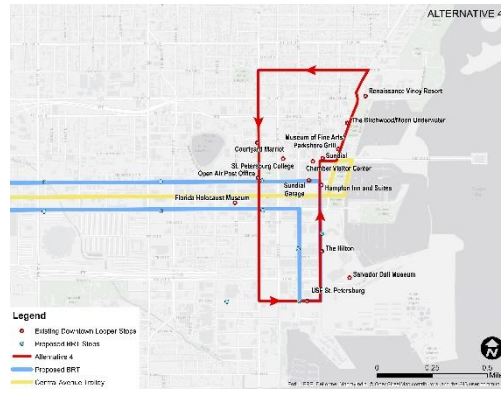 ALTERNATIVE 4
Renaissance Vinoy Resort
The Birchwood/Moon Underwater
Museum of Fine Arts
Parkshore Grill
Courtyard Marriot
Sundial
St. Petersburg College
Chamber Visitor Center
Open Air Post Office
Sundial
Garage
Hampton Inn and Suites
Florida Holocaust Museum
The Hilton
Salvador Dali Museum
USF St. Petersburg
Legend
Existing Downtown Looper Stops
Proposed BRT Stops
Alternative 4
Proposed BRT
Central Avenue Trolley
N
0 0.25 0.5